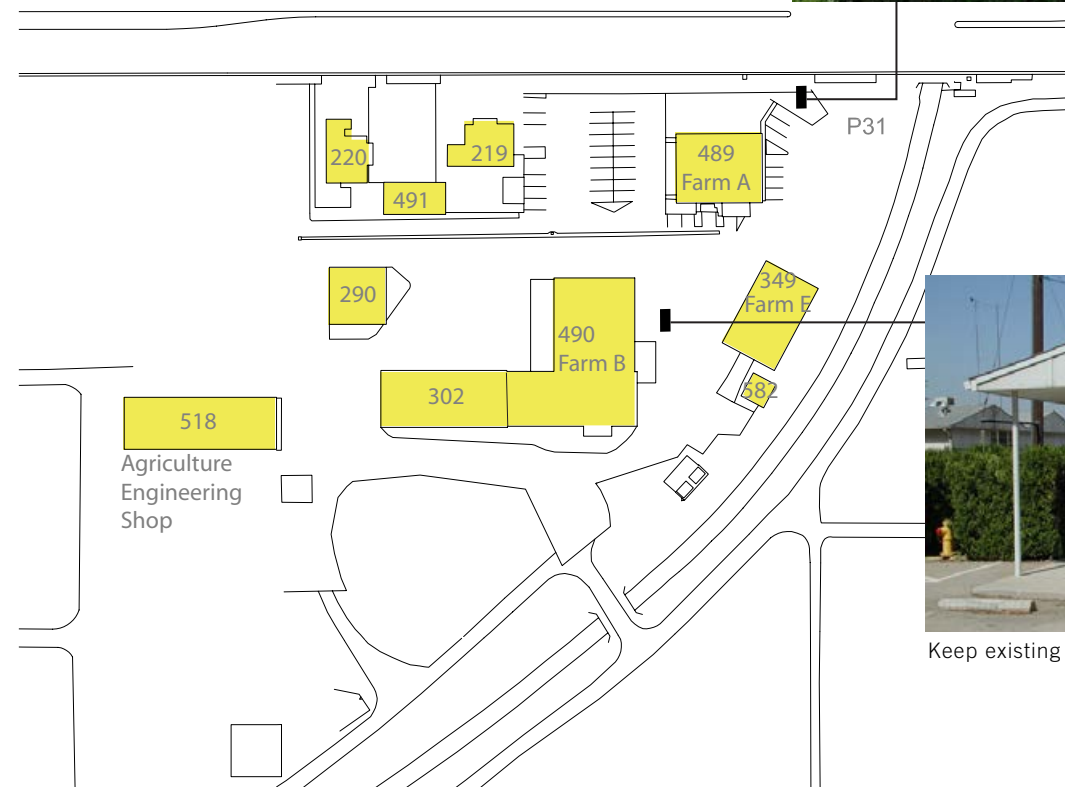 P31
220
219
489
Farm A
491
290
349
Farm E
490
Farm B
582
302
518
Agriculture
Engineering
Shop
Keep existing